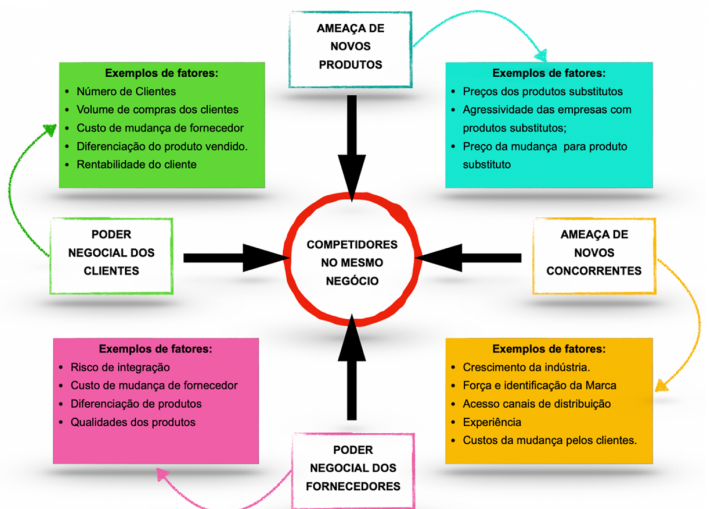 AMEAÇA DE
NOVOS
PRODUTOS
Exemplos de fatores:
• Número de Clientes
• Volume de compras dos clientes
• Custo de mudança de fornecedor
• Diferenciação do produto vendido.
• Rentabilidade do cliente
Exemplos de fatores:
• Preços dos produtos substitutos
• Agressividade das empresas com
produtos substitutos;
• Preço da mudança para produto
substituto
PODER
NEGOCIAL DOS
CLIENTES
COMPETIDORES
NO MESMO
NEGÓCIO
AMEAÇA DE
NOVOS
CONCORRENTES
Exemplos de fatores:
• Risco de integração
• Custo de mudança de fornecedor
• Diferenciação de produtos
• Qualidades dos produtos
Exemplos de fatores:
• Crescimento da indústria.
• Força e identificação da Marca
• Acesso canais de distribuição
• Experiência
• Custos da mudança pelos clientes.
PODER
NEGOCIAL DOS
FORNECEDORES